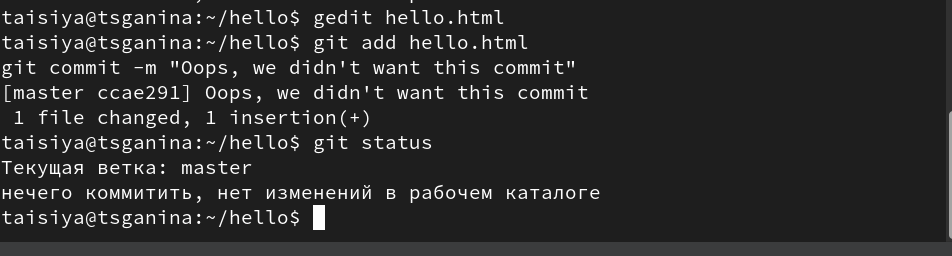 taisiya@tsganina:~/hello$ gedit hello.html
taisiya@tsganina:~/hello$ git add hello.html
git commit -m "Oops, we didn't want this commit"
[master ccae291] Oops, we didn't want this commit
 1 file changed, 1 insertion(+)
taisiya@tsganina:~/hello$ git status
Текущая ветка: master
нечего коммитить, нет изменений в рабочем каталоге
taisiya@tsganina:~/hello$